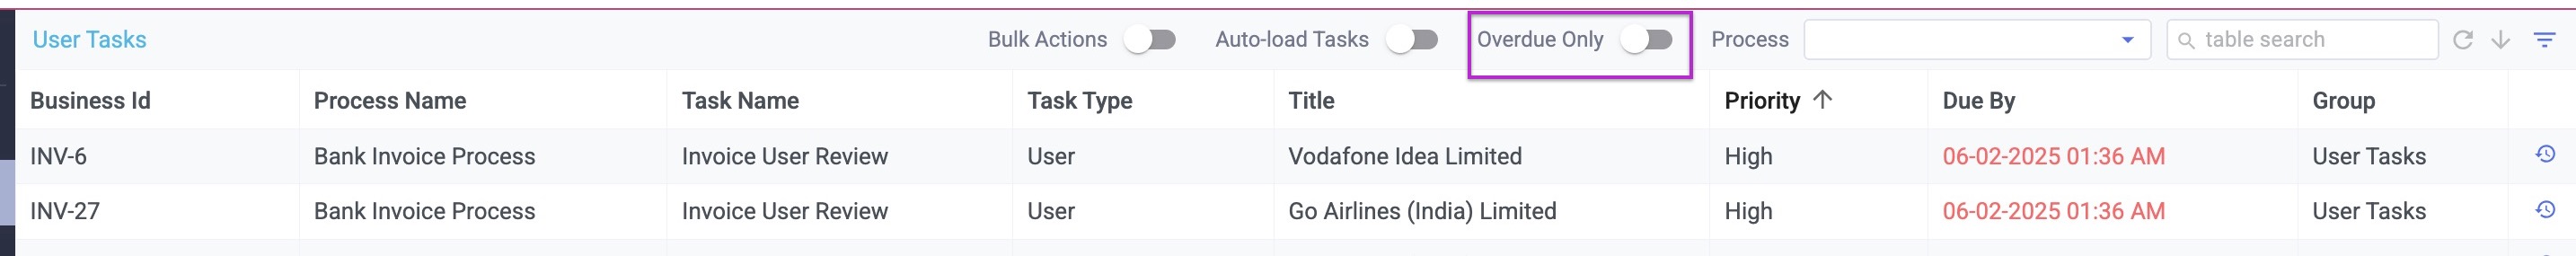 User Tasks Bulk Actions Auto-load Tasks Overdue Only Process table search
Business Id Process Name Task Name Task Type Title Priority Due By Group
INV-6 Bank Invoice Process Invoice User Review User Vodafone Idea Limited High 06-02-2025 01:36 AM User Tasks
INV-27 Bank Invoice Process Invoice User Review User Go Airlines (India) Limited High 06-02-2025 01:36 AM User Tasks